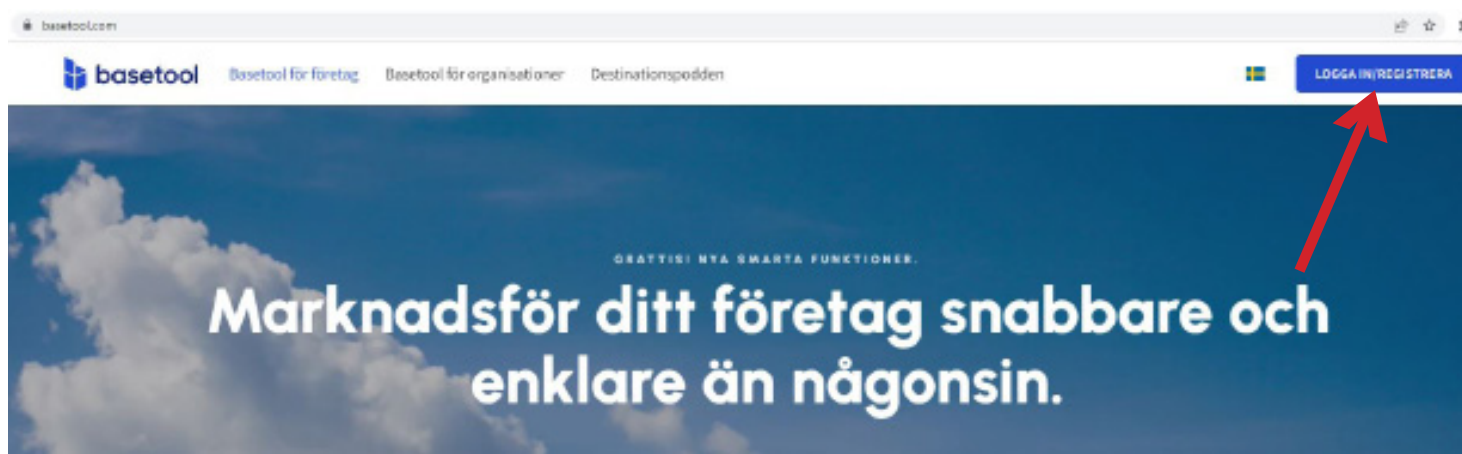 basetool.com
basetool Basetool för företag Basetool för organisationer Destinationspodden LOGGA IN/REGISTRERA
GRATTIS! NYA SMARTA FUNKTIONER.
Marknadsför ditt företag snabbare och
enklare än någonsin.